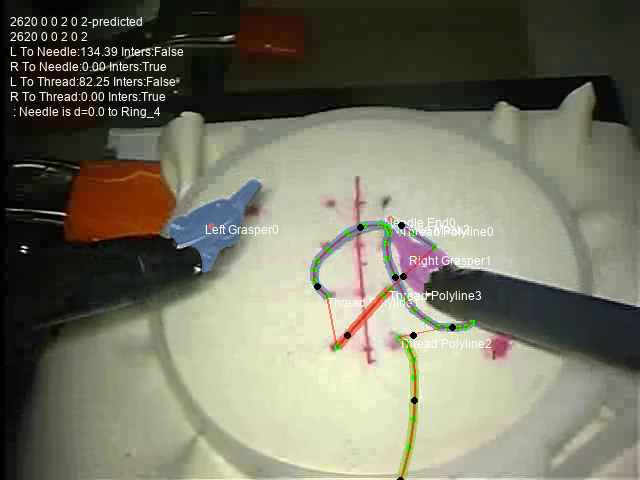 2620 0 0 2 0 2-predicted
2620 0 0 2 0 2
L To Needle:134.39 Inters:False
R To Needle:0.00 Inters:True
L To Thread:82.25 Inters:False
R To Thread:0.00 Inters:True
: Needle is d=0.0 to Ring_4
Needle End0
Thread Polyline0
Left Grasper0
Right Grasper1
Thread Polyline3
Thread Polyline2